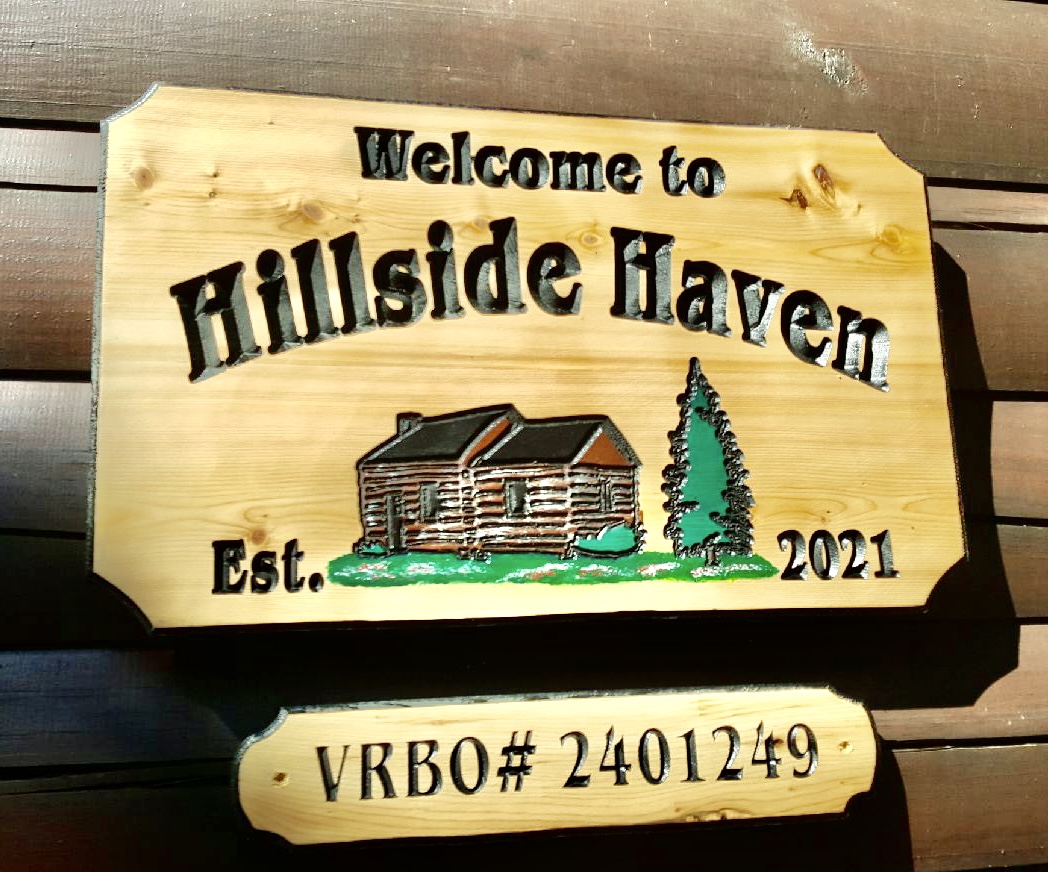 Welcome to
Hillside Haven
Est. 2021
VRBO# 2401249